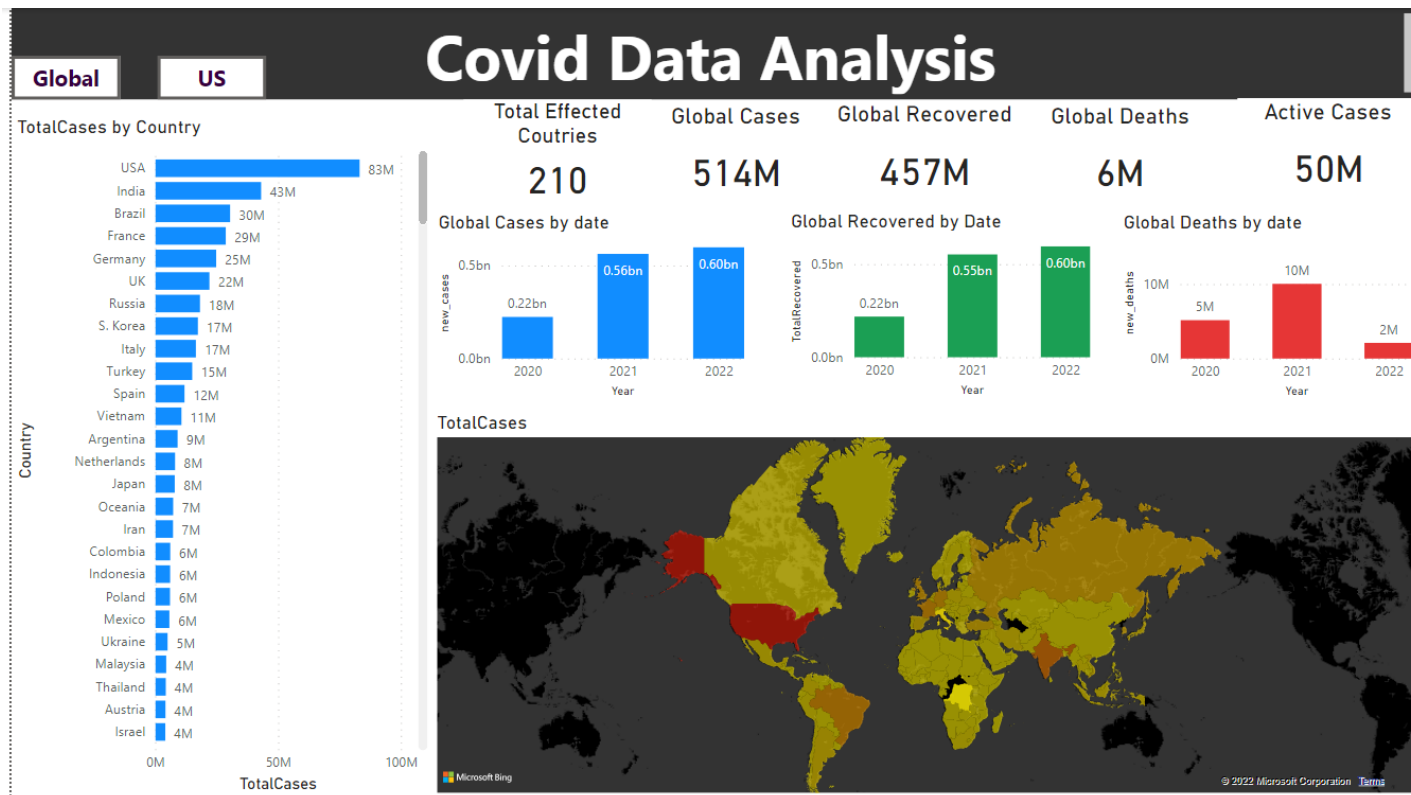 Covid Data Analysis
Global
US
Total Effected
Coutries
210
Global Cases
514M
Global Recovered
457M
Global Deaths
6M
Active Cases
50M
TotalCases by Country
Country
USA 83M
India 43M
Brazil 30M
France 29M
Germany 25M
UK 22M
Russia 18M
S. Korea 17M
Italy 17M
Turkey 15M
Spain 12M
Vietnam 11M
Argentina 9M
Netherlands 8M
Japan 8M
Oceania 7M
Iran 7M
Colombia 6M
Indonesia 6M
Poland 6M
Mexico 6M
Ukraine 5M
Malaysia 4M
Thailand 4M
Austria 4M
Israel 4M
0M 50M 100M
TotalCases
Global Cases by date
new_cases
0.5bn
0.0bn
0.22bn
0.56bn
0.60bn
2020 2021 2022
Year
Global Recovered by Date
TotalRecovered
0.5bn
0.0bn
0.22bn
0.55bn
0.60bn
2020 2021 2022
Year
Global Deaths by date
new_deaths
10M
0M
5M
10M
2M
2020 2021 2022
Year
TotalCases
Microsoft Bing
© 2022 Microsoft Corporation Terms